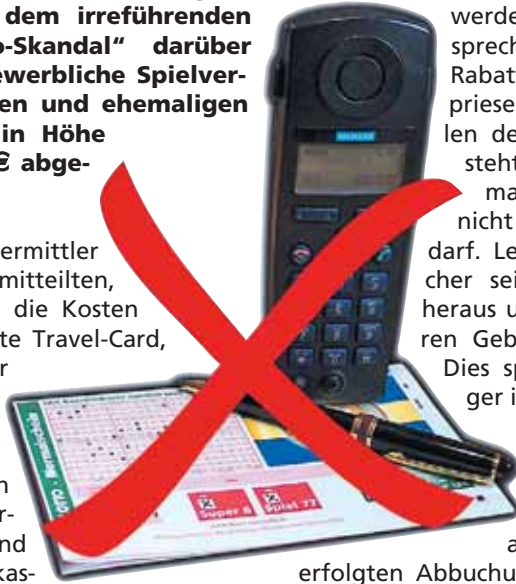 dem irreführenden
o-Skandal“ darüber
ewerbliche Spielver-
en und ehemaligen
in Höhe
€ abge-
ermittler
mitteilten,
die Kosten
te Travel-Card,
r
n
r-
nd
kas-
werde
sprech
Rabat
priese
len de
steht
ma
nicht
darf. Le
cher sei
heraus u
ren Geb
Dies sp
ger i
a
erfolgten Abbuchu
SIEMENS
Super 6
Spiel 77